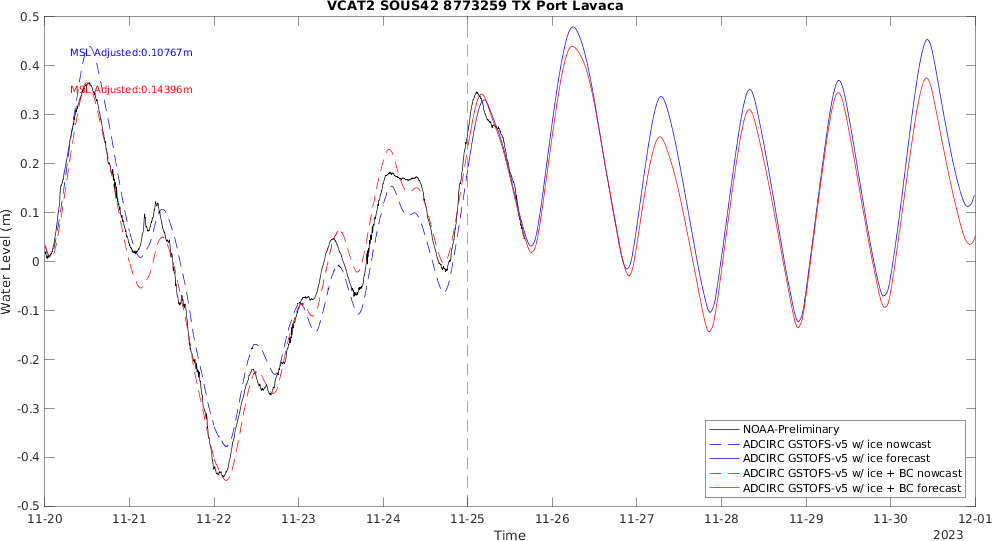 VCAT2 SOUS42 8773259 TX Port Lavaca
MSL Adjusted:0.10767m
MSL Adjusted:0.14396m
Water Level (m)
0.5
0.4
0.3
0.2
0.1
0
-0.1
-0.2
-0.3
-0.4
-0.5
NOAA-Preliminary
ADCIRC GSTOFS-v5 w/ ice nowcast
ADCIRC GSTOFS-v5 w/ ice forecast
ADCIRC GSTOFS-v5 w/ ice + BC nowcast
ADCIRC GSTOFS-v5 w/ ice + BC forecast
11-20 11-21 11-22 11-23 11-24 11-25 11-26 11-27 11-28 11-29 11-30 12-01
Time
2023